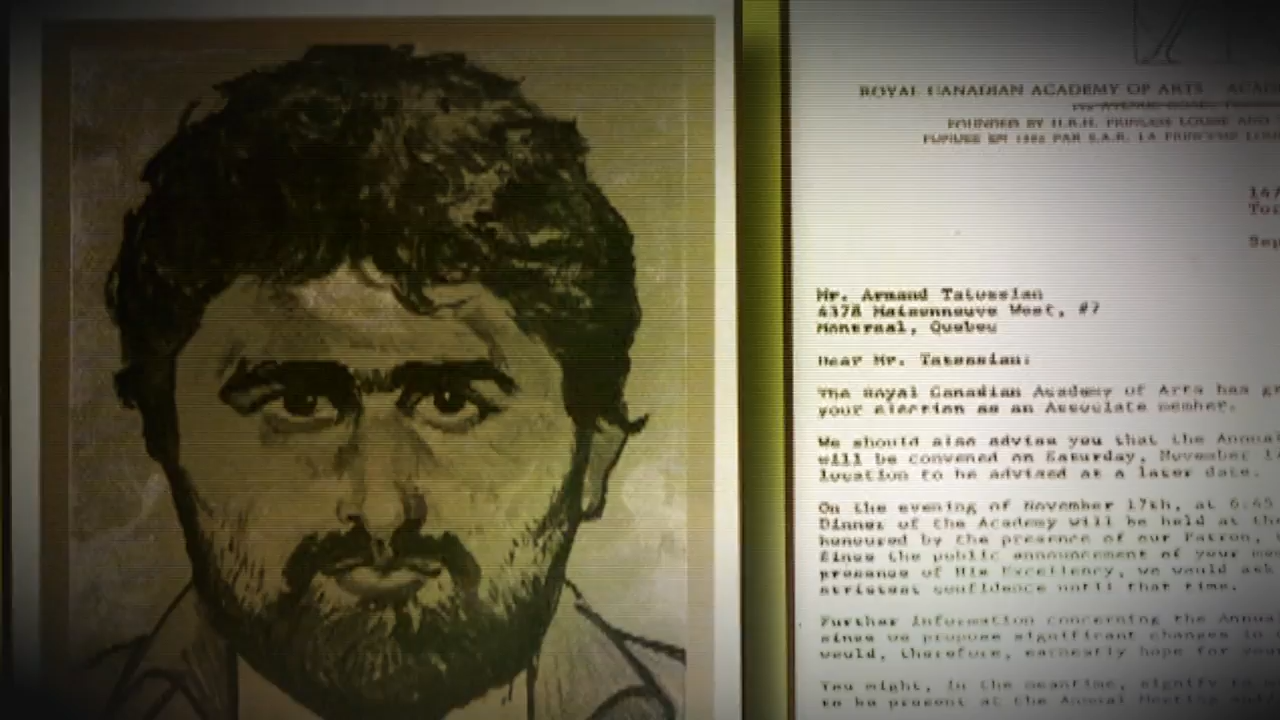 ROYAL CANADIAN ACADEMY OF ARTS
FOUNDED BY H.R.H. PRINCESS LOUISE AND
PAR S.A.R. LA PRINCESSE
Mr. Armand Tatossian
4378 Maisonneuve West, #7
Montreal, Quebec
Dear Mr. Tatossian:
The Royal Canadian Academy of Arts has
your election as an Associate member.
We should also advise you that the Annual
will be convened on Saturday, November 17
location to be advised at a later date.
On the evening of November 17th, at 6:45
Dinner of the Academy will be held at the
honoured by the presence of our Patron,
Since the public announcement of your
presence of His Excellency, we would ask
strictest confidence until that time.
Further information concerning the Annual
since we propose significant changes in
would, therefore, earnestly hope for your
You might, in the meantime, signify
to be present at the Annual Meeting and